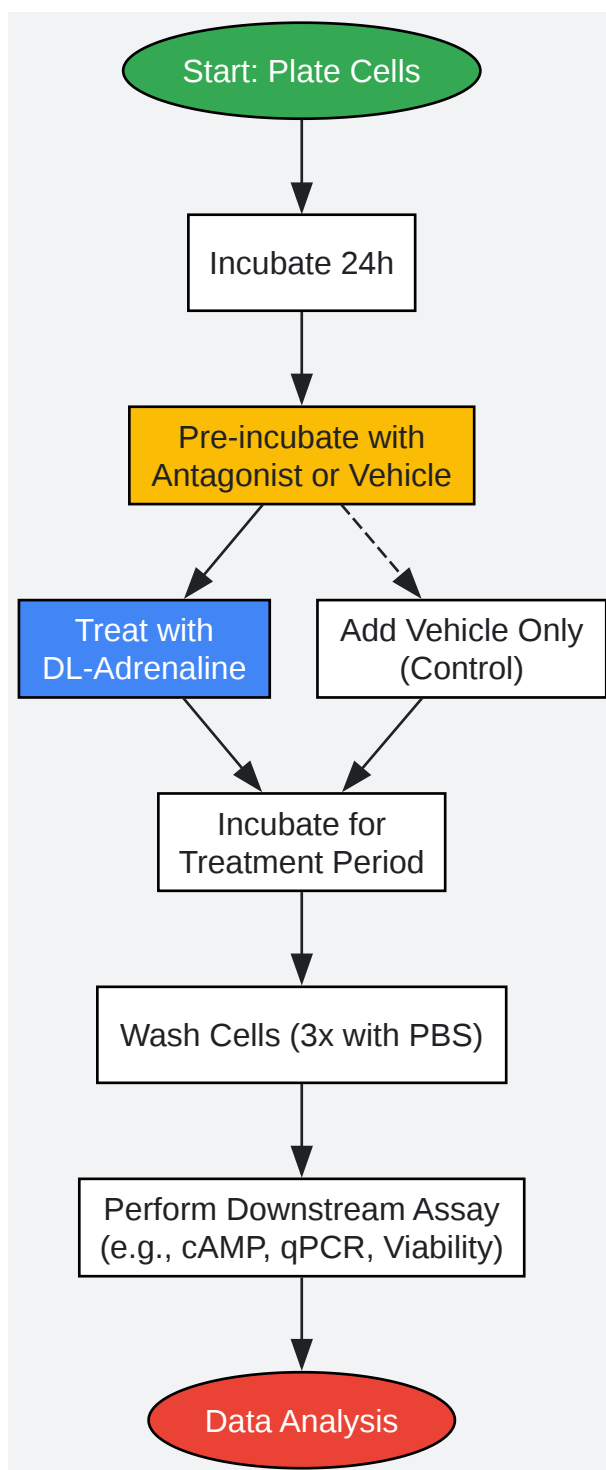 Start: Plate Cells
Incubate 24h
Pre-incubate with
Antagonist or Vehicle
Treat with
DL-Adrenaline
Add Vehicle Only
(Control)
Incubate for
Treatment Period
Wash Cells (3x with PBS)
Perform Downstream Assay
(e.g., cAMP, qPCR, Viability)
Data Analysis